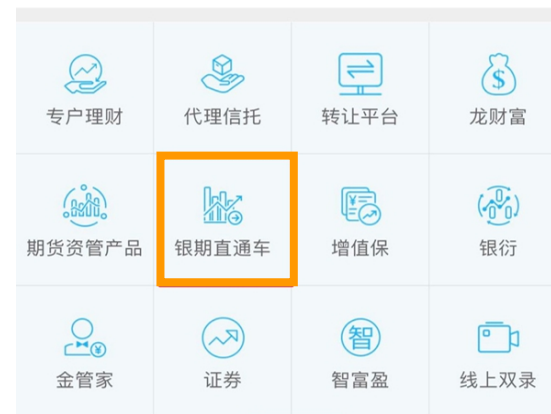 专户理财
代理信托
转让平台
龙财富
期货资管产品
银期直通车
增值保
银衍
金管家
证券
智
智富盈
线上双录